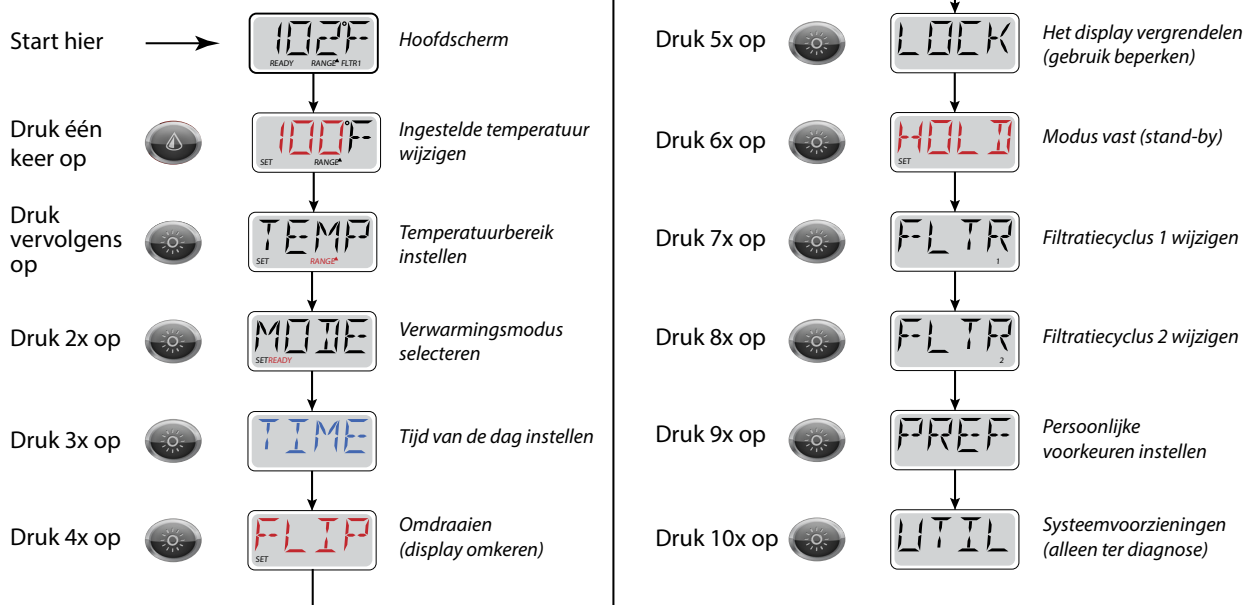 Start hier
102°F
READY RANGE FLTR1
Hoofdscherm
Druk één
keer op
100°F
SET RANGE
Ingestelde temperatuur
wijzigen
Druk
vervolgens
op
TEMP
SET RANGE
Temperatuurbereik
instellen
Druk 2x op
MODE
SETREADY
Verwarmingsmodus
selecteren
Druk 3x op
TIME
Tijd van de dag instellen
Druk 4x op
FLIP
SET
Omdraaien
(display omkeren)
Druk 5x op
LOCK
Het display vergrendelen
(gebruik beperken)
Druk 6x op
HOLD
SET
Modus vast (stand-by)
Druk 7x op
FLTR
1
Filtratiecyclus 1 wijzigen
Druk 8x op
FLTR
2
Filtratiecyclus 2 wijzigen
Druk 9x op
PREF
Persoonlijke
voorkeuren instellen
Druk 10x op
UTIL
Systeemvoorzieningen
(alleen ter diagnose)